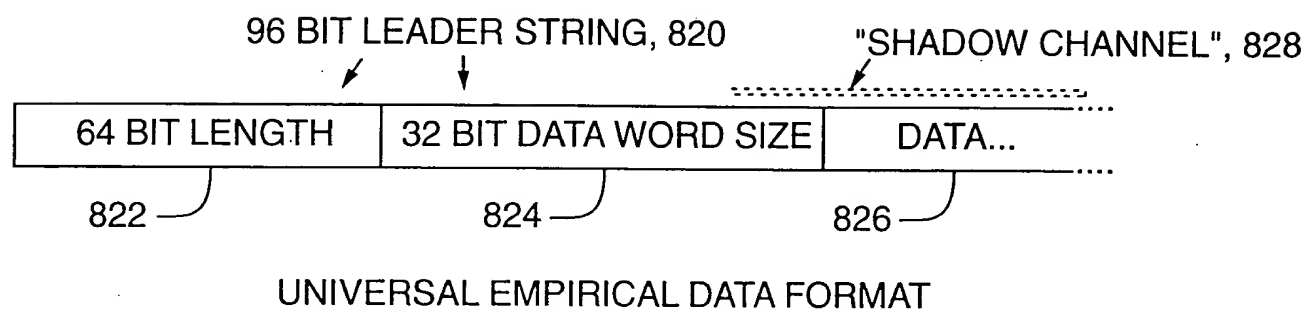 96 BIT LEADER STRING, 820
"SHADOW CHANNEL", 828
64 BIT LENGTH
32 BIT DATA WORD SIZE
DATA...
822
824
826
UNIVERSAL EMPIRICAL DATA FORMAT